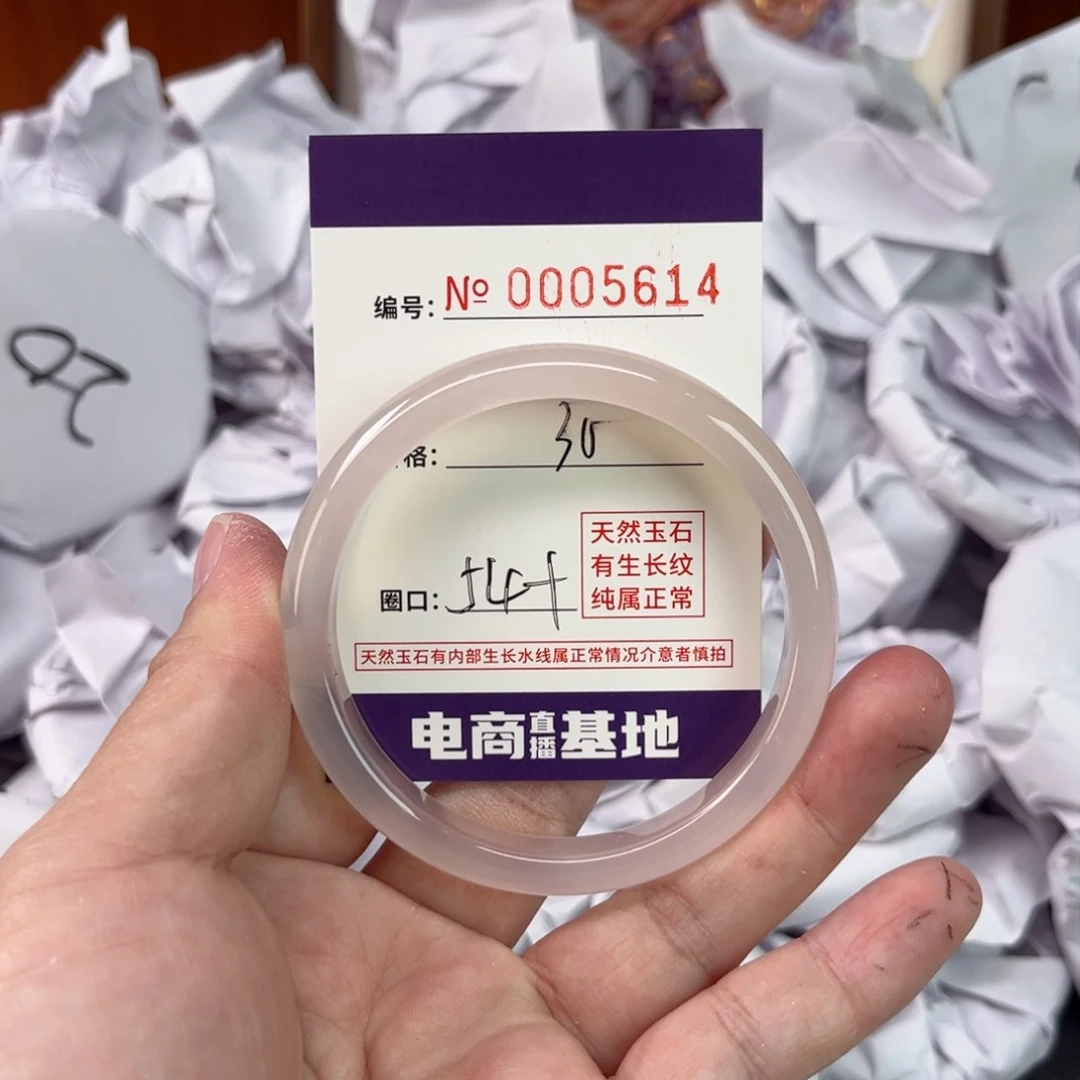 编号: № 0005614
格: 30
天然玉石
有生长纹
纯属正常
圈口: 54+
天然玉石有内部生长水线属正常情况介意者慎拍
电商直播基地